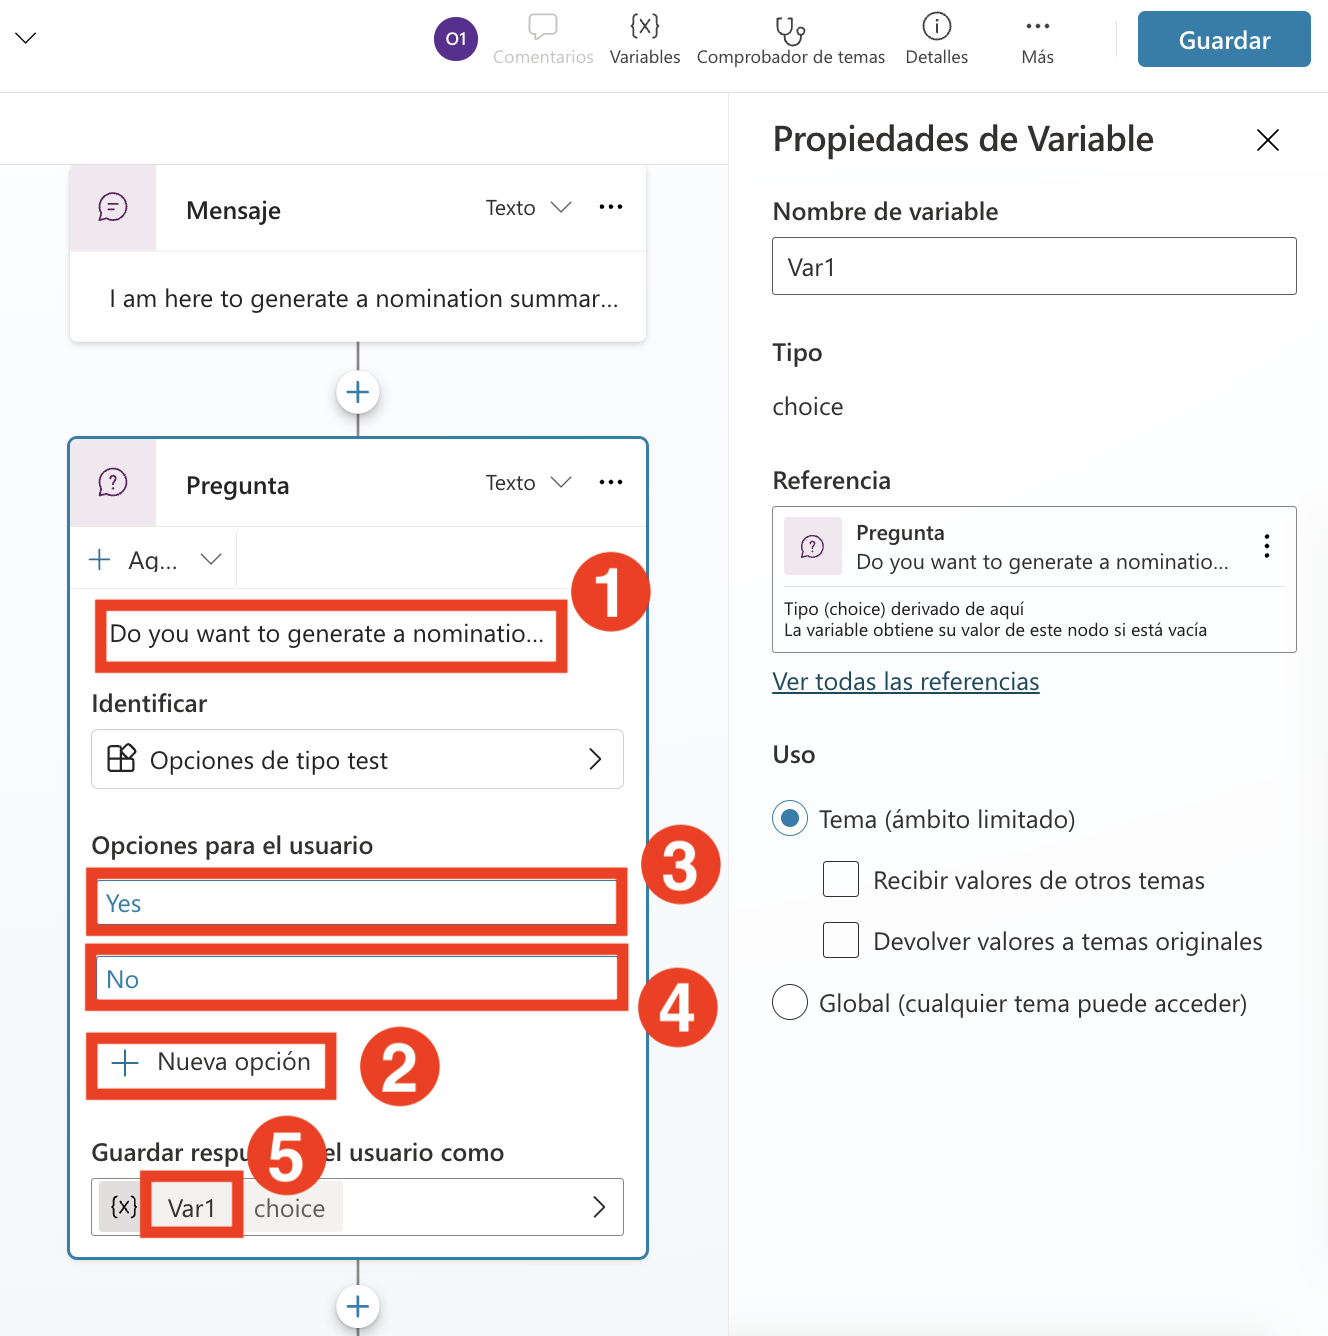 O1
Comentarios
Variables
Comprobador de temas
Detalles
Más
Guardar
Mensaje
Texto
I am here to generate a nomination summar...
Pregunta
Texto
Ag...
1
Do you want to generate a nominatio...
Identificar
Opciones de tipo test
Opciones para el usuario
3
Yes
No
4
Nueva opción
2
Guardar respu
5
el usuario como
{x} Var1 choice
Propiedades de Variable
Nombre de variable
Var1
Tipo
choice
Referencia
Pregunta
Do you want to generate a nominatio...
Tipo (choice) derivado de aquí
La variable obtiene su valor de este nodo si está vacía
Ver todas las referencias
Uso
Tema (ámbito limitado)
Recibir valores de otros temas
Devolver valores a temas originales
Global (cualquier tema puede acceder)